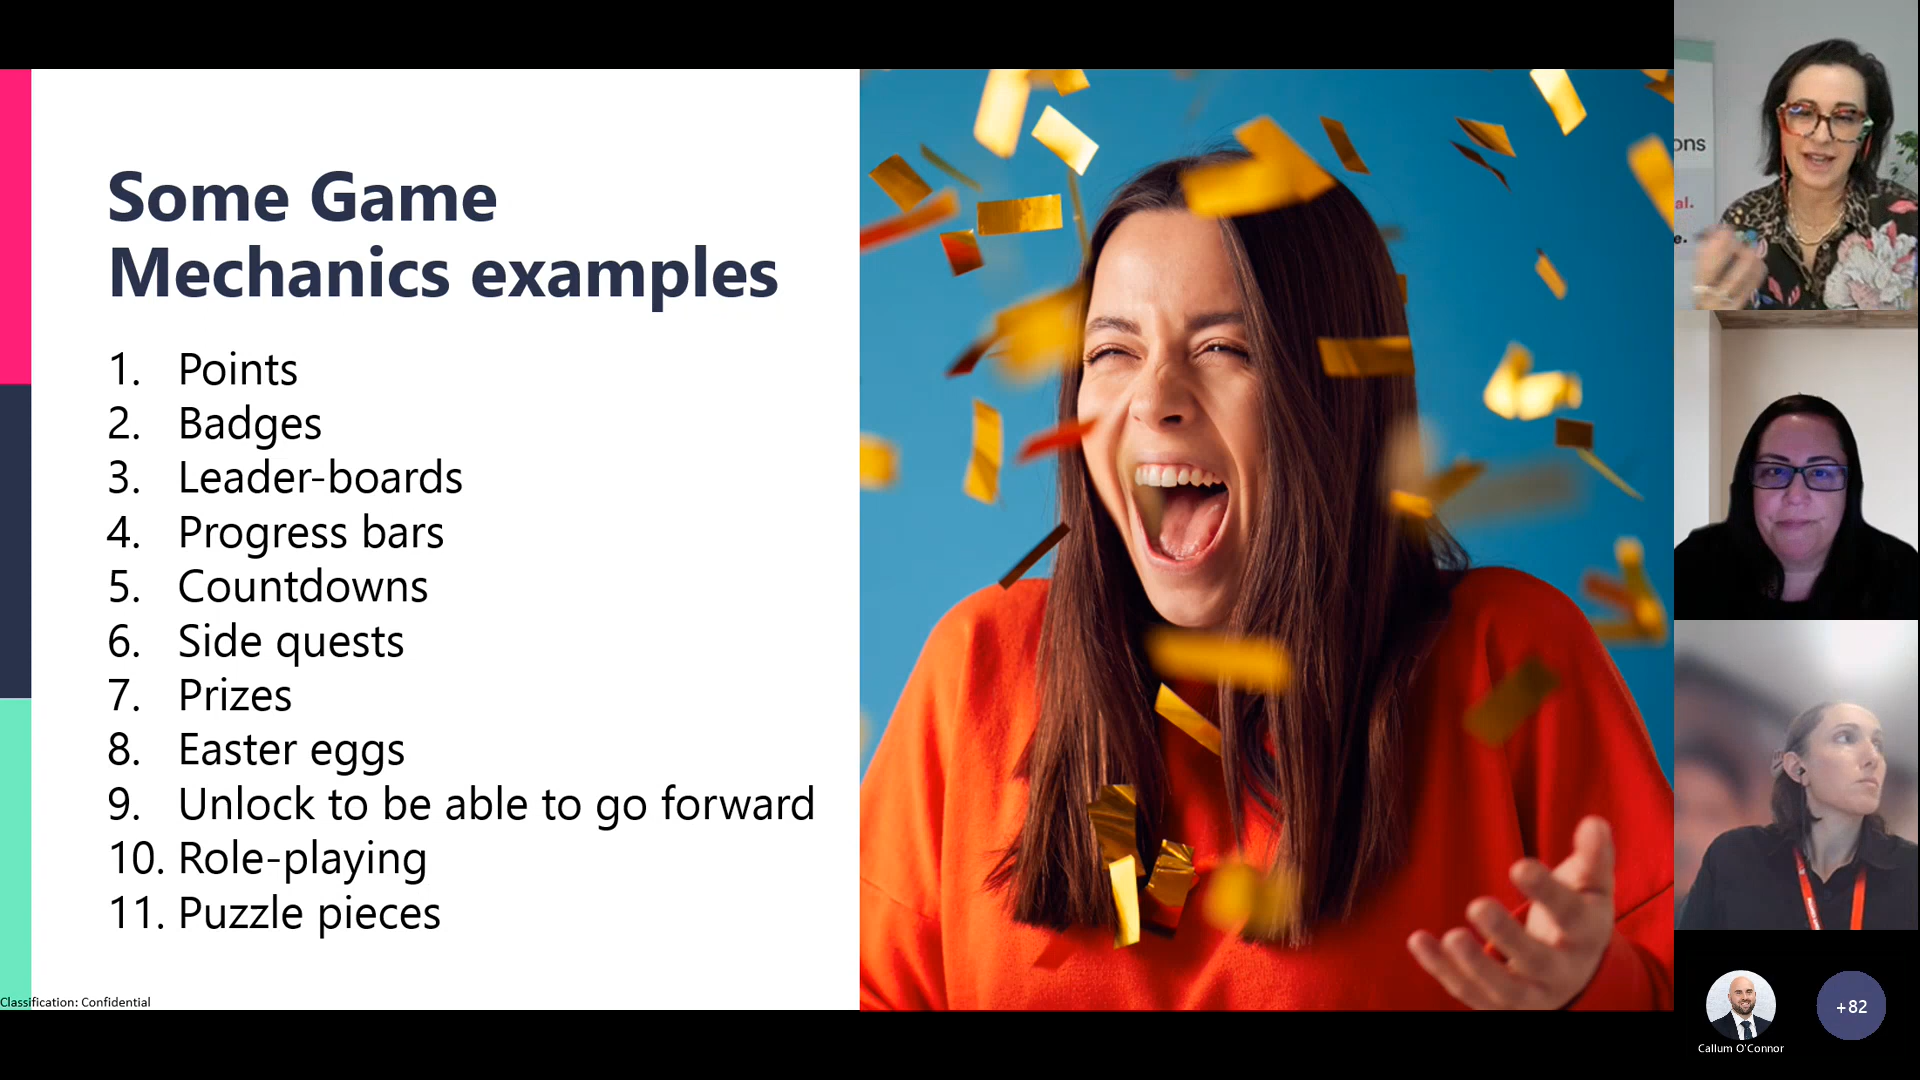 Some Game
Mechanics examples
1. Points
2. Badges
3. Leader-boards
4. Progress bars
5. Countdowns
6. Side quests
7. Prizes
8. Easter eggs
9. Unlock to be able to go forward
10. Role-playing
11. Puzzle pieces
Classification: Confidential
ons
al.
e.
Callum O'Connor
+82